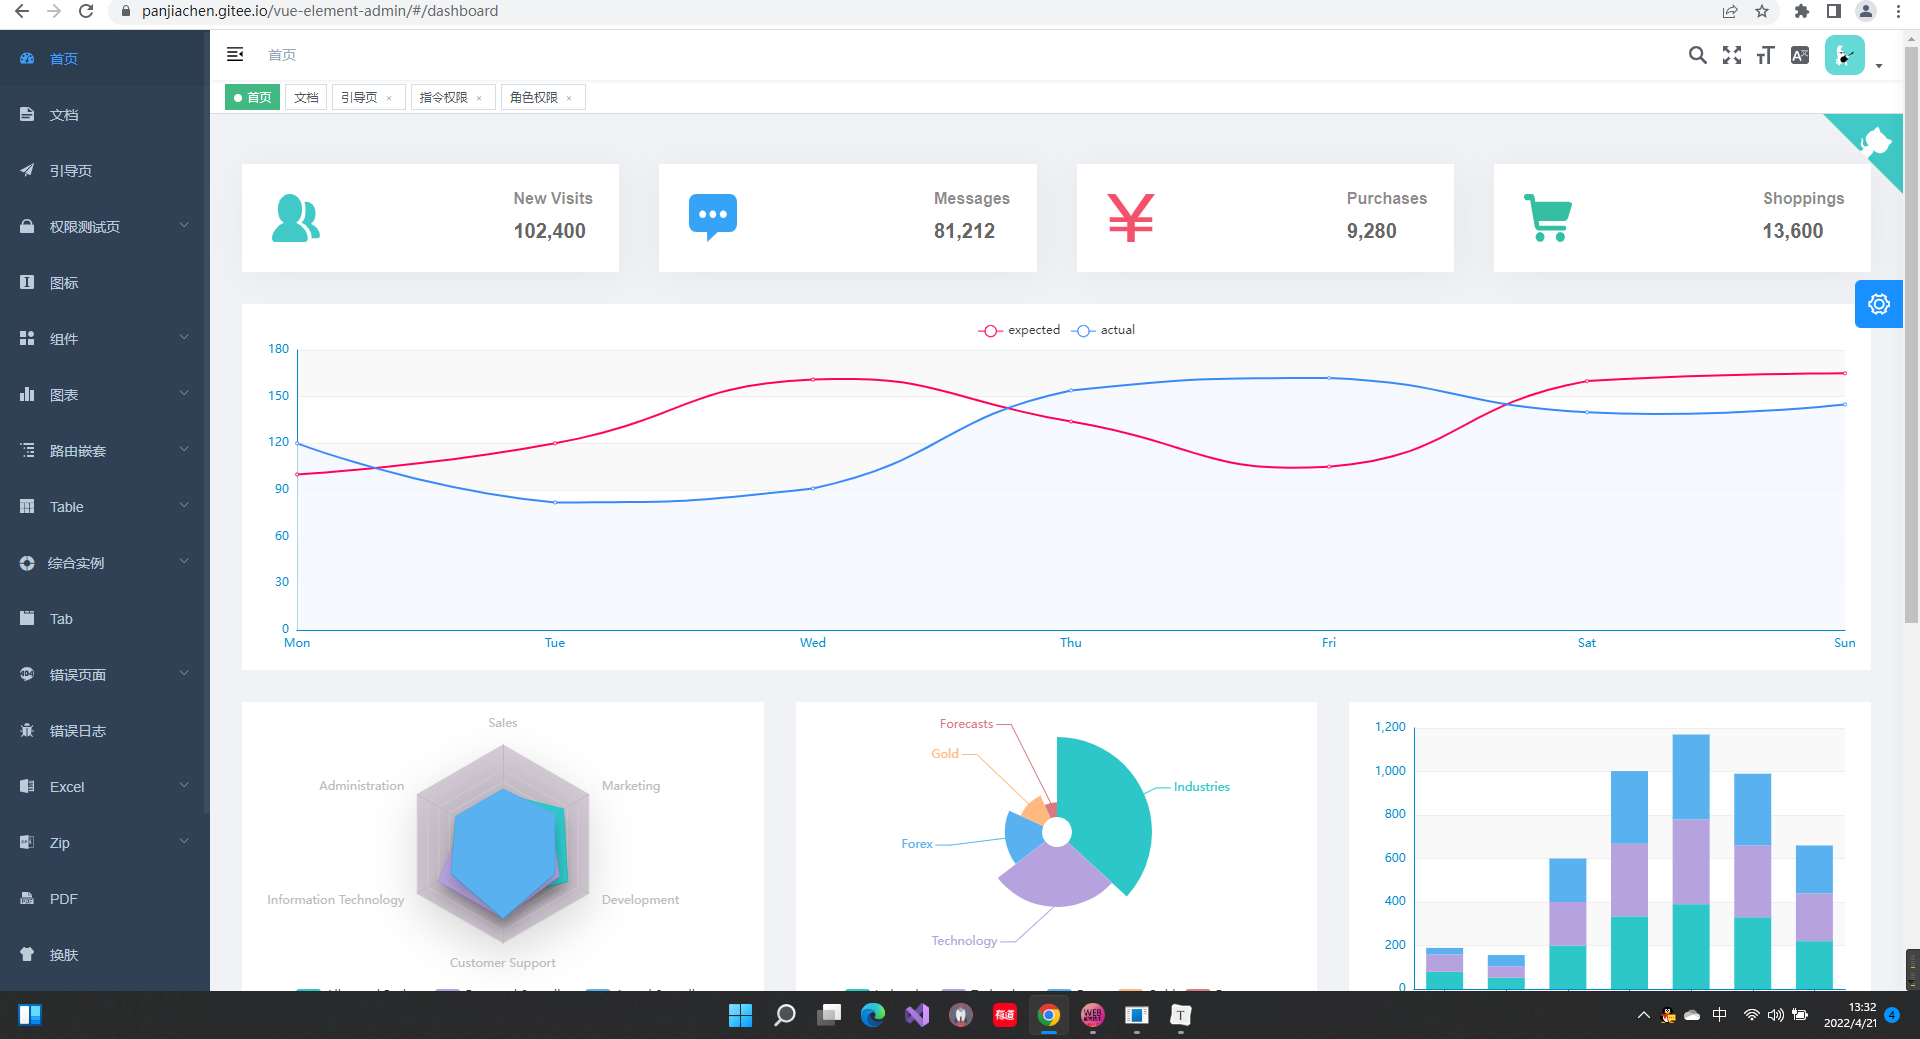 panjiachen.gitee.io/vue-element-admin/#/dashboard
首页
文档
引导页
权限测试页
图标
组件
图表
路由嵌套
Table
综合实例
Tab
404
错误页面
错误日志
Excel
Zip
PDF
换肤
首页
首页
文档
引导页 ×
指令权限 ×
角色权限 ×
New Visits
102,400
Messages
81,212
Purchases
9,280
Shoppings
13,600
expected
actual
180
150
120
90
60
30
0
Mon
Tue
Wed
Thu
Fri
Sat
Sun
Sales
Administration
Marketing
Information Technology
Development
Customer Support
Forecasts
Gold
Industries
Forex
Technology
1,200
1,000
800
600
400
200
0
有道
WEB
T
中
13:32
2022/4/21
4